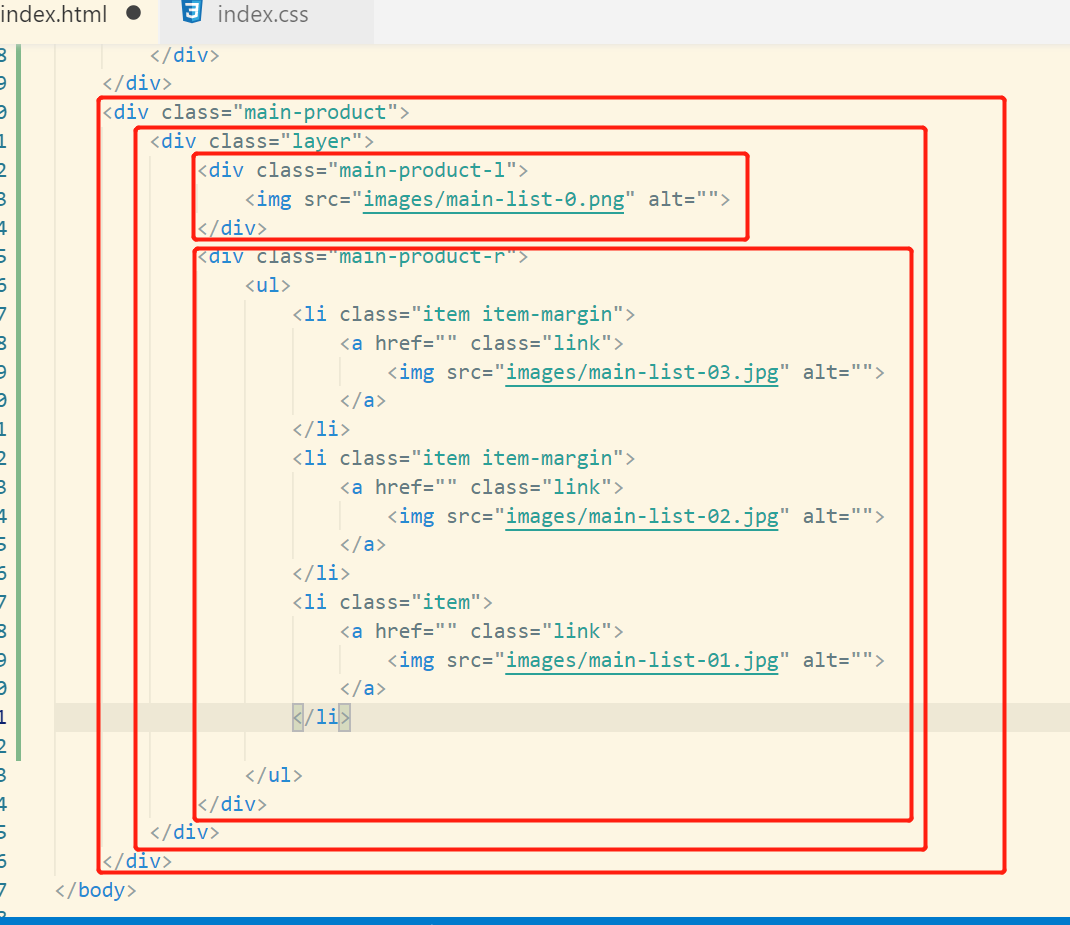 index.html ● index.css
8 </div>
9 </div>
0 <div class="main-product">
1 <div class="layer">
2 <div class="main-product-l">
3 <img src="images/main-list-0.png" alt="">
4 </div>
5 <div class="main-product-r">
6 <ul>
7 <li class="item item-margin">
8 <a href="" class="link">
9 <img src="images/main-list-03.jpg" alt="">
0 </a>
1 </li>
2 <li class="item item-margin">
3 <a href="" class="link">
4 <img src="images/main-list-02.jpg" alt="">
5 </a>
6 </li>
7 <li class="item">
8 <a href="" class="link">
9 <img src="images/main-list-01.jpg" alt="">
0 </a>
1 </li>
2
3 </ul>
4 </div>
5 </div>
6 </div>
7 </body>